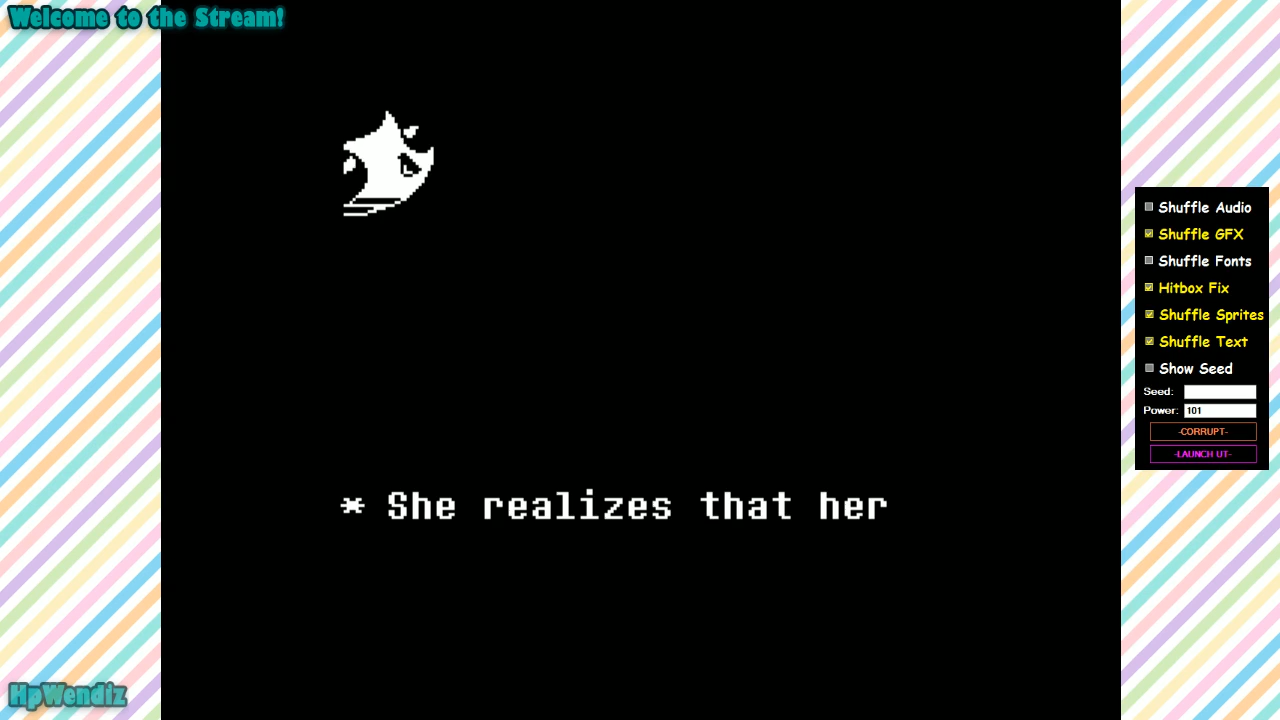 Welcome to the Stream!
Shuffle Audio
Shuffle GFX
Shuffle Fonts
Hitbox Fix
Shuffle Sprites
Shuffle Text
Show Seed
Seed:
Power: 101
-CORRUPT-
-LAUNCH UT-
* She realizes that her
HpWendiz